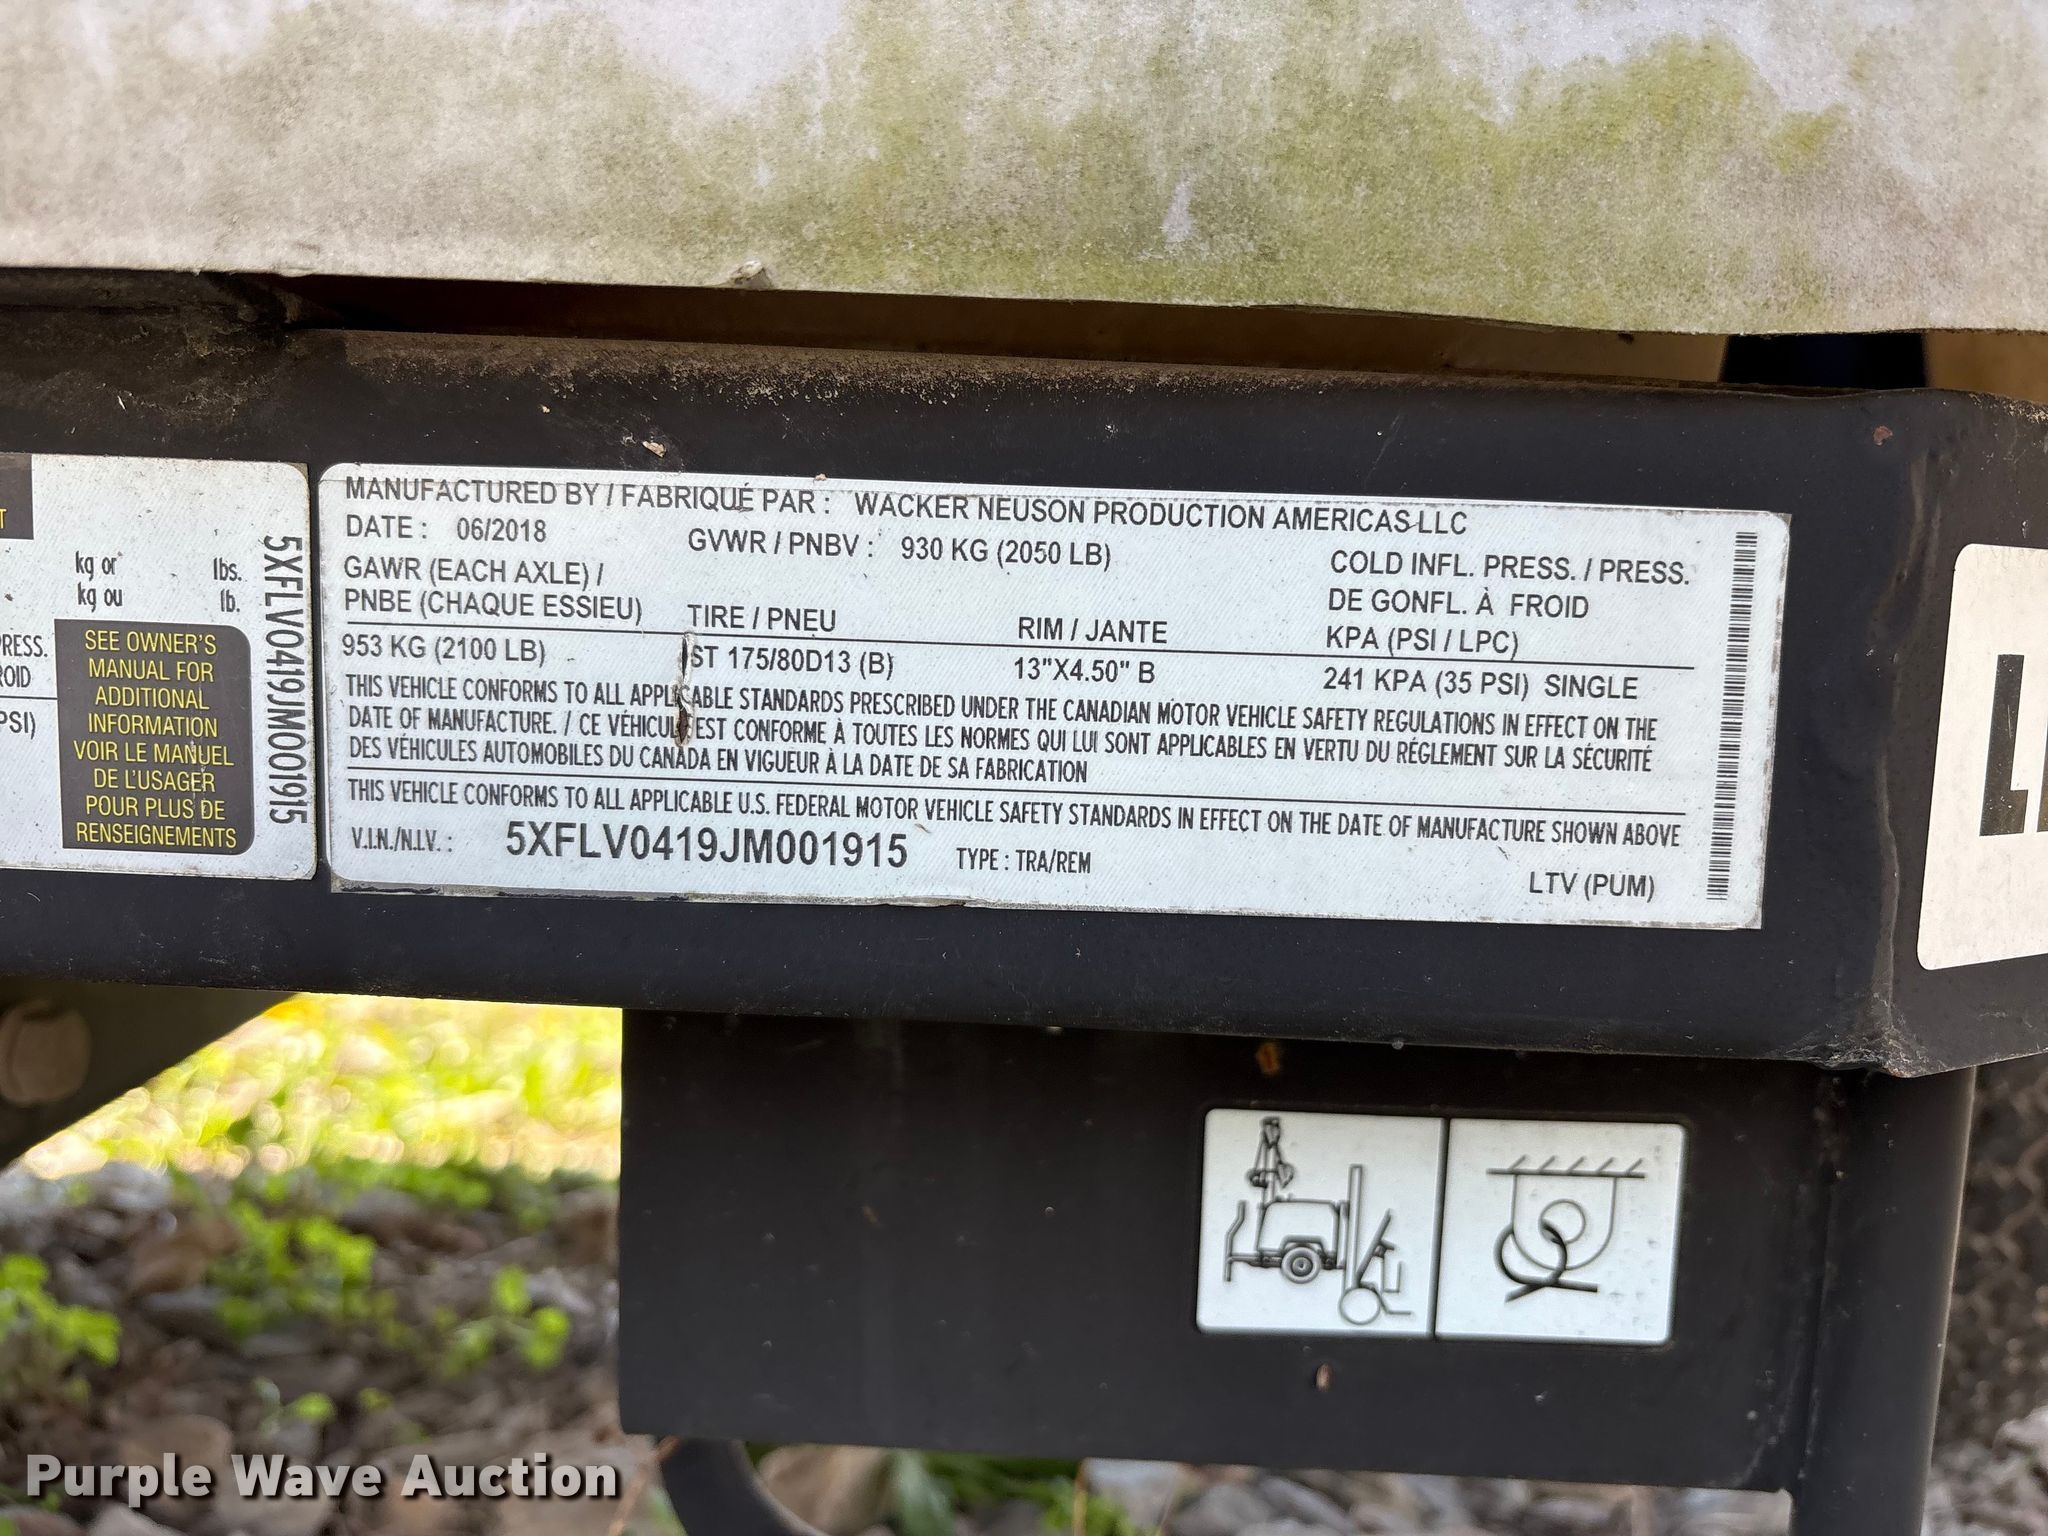 MANUFACTURED BY / FABRIQUÉ PAR : WACKER NEUSON PRODUCTION AMERICAS LLC
DATE : 06/2018 GVWR / PNBV : 930 KG (2050 LB)
GAWR (EACH AXLE) /
PNBE (CHAQUE ESSIEU) TIRE / PNEU RIM / JANTE COLD INFL. PRESS. / PRESS.
DE GONFL. À FROID
KPA (PSI / LPC)
953 KG (2100 LB) ST 175/80D13 (B) 13"X4.50" B 241 KPA (35 PSI) SINGLE
THIS VEHICLE CONFORMS TO ALL APPLICABLE STANDARDS PRESCRIBED UNDER THE CANADIAN MOTOR VEHICLE SAFETY REGULATIONS IN EFFECT ON THE
DATE OF MANUFACTURE. / CE VÉHICULE EST CONFORME À TOUTES LES NORMES QUI LUI SONT APPLICABLES EN VERTU DU RÉGLEMENT SUR LA SÉCURITÉ
DES VÉHICULES AUTOMOBILES DU CANADA EN VIGUEUR À LA DATE DE SA FABRICATION
THIS VEHICLE CONFORMS TO ALL APPLICABLE U.S. FEDERAL MOTOR VEHICLE SAFETY STANDARDS IN EFFECT ON THE DATE OF MANUFACTURE SHOWN ABOVE
V.I.N./N.I.V. : 5XFLV0419JM001915 TYPE : TRA/REM
LTV (PUM)
kg or lbs.
kg ou lb.
PSI)
SEE OWNER'S
MANUAL FOR
ADDITIONAL
INFORMATION
VOIR LE MANUEL
DE L'USAGER
POUR PLUS DE
RENSEIGNEMENTS
5XFLV0419JM001915
Purple Wave Auction